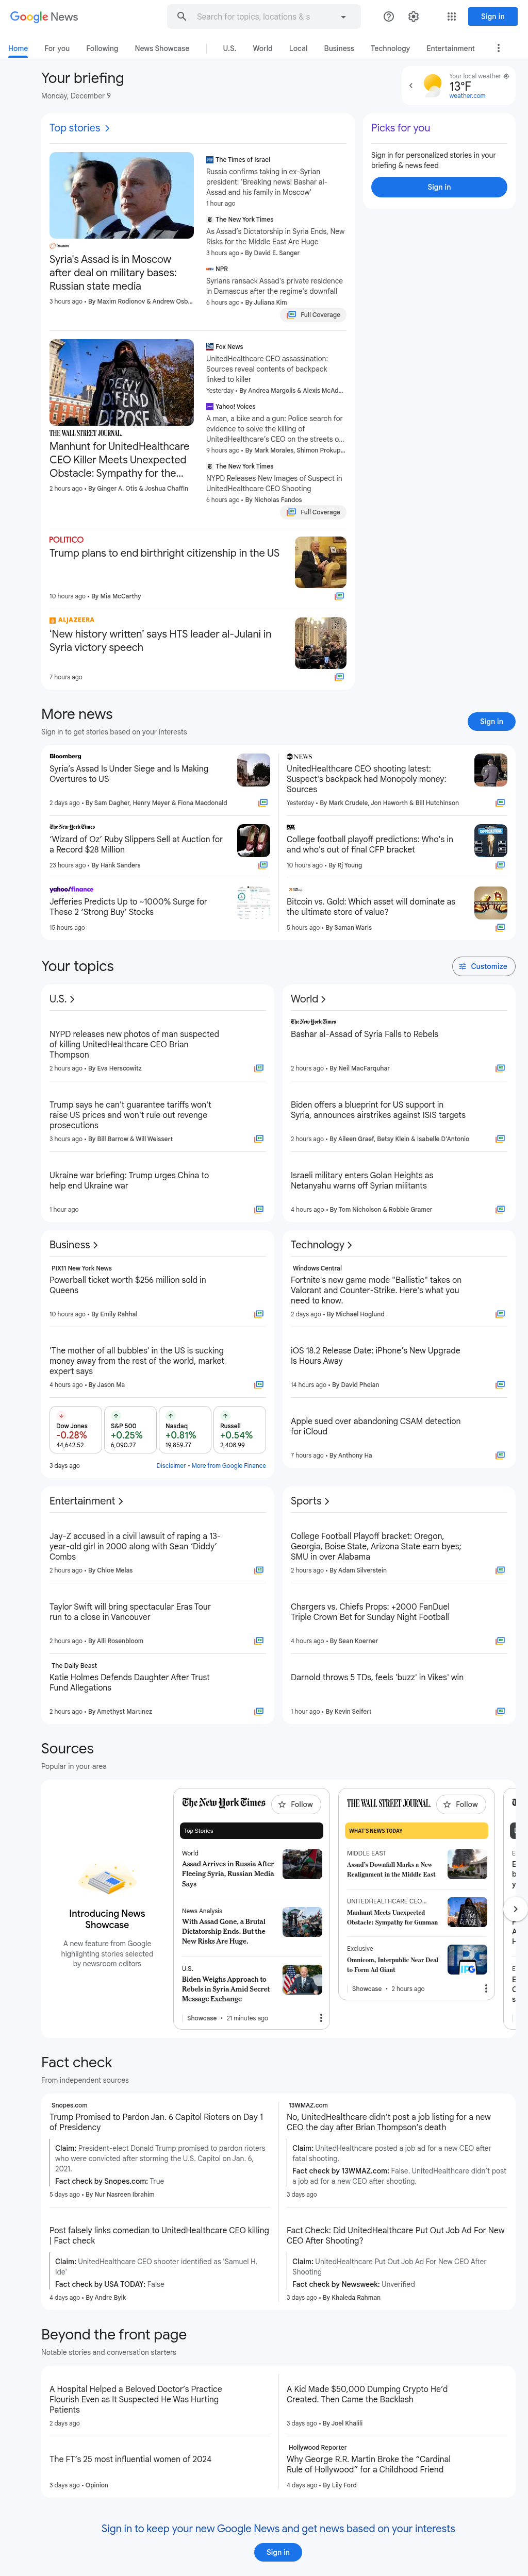 Google News
Search for topics, locations & s
Sign in
Home
For you
Following
News Showcase
U.S.
World
Local
Business
Technology
Entertainment
Your briefing
Monday, December 9
Your local weather
13°F
weather.com
Top stories
Reuters
Syria's Assad is in Moscow
after deal on military bases:
Russian state media
3 hours ago • By Maxim Rodionov & Andrew Osb...
The Times of Israel
Russia confirms taking in ex-Syrian
president: 'Breaking news! Bashar al-
Assad and his family in Moscow'
1 hour ago
The New York Times
As Assad's Dictatorship in Syria Ends, New
Risks for the Middle East Are Huge
3 hours ago • By David E. Sanger
NPR
Syrians ransack Assad's private residence
in Damascus after the regime's downfall
6 hours ago • By Juliana Kim
Full Coverage
Picks for you
Sign in for personalized stories in your
briefing & news feed
Sign in
DENY
DEFEND
DEPOSE
THE WALL STREET JOURNAL
Manhunt for UnitedHealthcare
CEO Killer Meets Unexpected
Obstacle: Sympathy for the...
2 hours ago • By Ginger A. Otis & Joshua Chaffin
Fox News
UnitedHealthcare CEO assassination:
Sources reveal contents of backpack
linked to killer
Yesterday • By Andrea Margolis & Alexis McAd...
Yahoo! Voices
A man, a bike and a gun: Police search for
evidence to solve the killing of
UnitedHealthcare's CEO on the streets o...
9 hours ago • By Mark Morales, Shimon Prokup...
The New York Times
NYPD Releases New Images of Suspect in
UnitedHealthcare CEO Shooting
6 hours ago • By Nicholas Fandos
Full Coverage
POLITICO
Trump plans to end birthright citizenship in the US
10 hours ago • By Mia McCarthy
ALJAZEERA
'New history written' says HTS leader al-Julani in
Syria victory speech
7 hours ago
More news
Sign in to get stories based on your interests
Sign in
Bloomberg
Syria's Assad Is Under Siege and Is Making
Overtures to US
2 days ago • By Sam Dagher, Henry Meyer & Fiona Macdonald
abc NEWS
UnitedHealthcare CEO shooting latest:
Suspect's backpack had Monopoly money:
Sources
Yesterday • By Mark Crudele, Jon Haworth & Bill Hutchinson
The New York Times
'Wizard of Oz' Ruby Slippers Sell at Auction for
a Record $28 Million
23 hours ago • By Hank Sanders
FOX
College football playoff predictions: Who's in
and who's out of final CFP bracket
10 hours ago • By Rj Young
yahoo/finance
Jefferies Predicts Up to ~1000% Surge for
These 2 'Strong Buy' Stocks
15 hours ago
Bitcoin vs. Gold: Which asset will dominate as
the ultimate store of value?
5 hours ago • By Saman Waris
Your topics
Customize
U.S.
NYPD releases new photos of man suspected
of killing UnitedHealthcare CEO Brian
Thompson
2 hours ago • By Eva Herscowitz
Trump says he can't guarantee tariffs won't
raise US prices and won't rule out revenge
prosecutions
3 hours ago • By Bill Barrow & Will Weissert
Ukraine war briefing: Trump urges China to
help end Ukraine war
1 hour ago
World
The New York Times
Bashar al-Assad of Syria Falls to Rebels
2 hours ago • By Neil MacFarquhar
Biden offers a blueprint for US support in
Syria, announces airstrikes against ISIS targets
2 hours ago • By Aileen Graef, Betsy Klein & Isabelle D'Antonio
Israeli military enters Golan Heights as
Netanyahu warns off Syrian militants
4 hours ago • By Tom Nicholson & Robbie Gramer
Business
PIX11 New York News
Powerball ticket worth $256 million sold in
Queens
10 hours ago • By Emily Rahhal
'The mother of all bubbles' in the US is sucking
money away from the rest of the world, market
expert says
4 hours ago • By Jason Ma
Dow Jones
-0.28%
44,642.52
S&P 500
+0.25%
6,090.27
Nasdaq
+0.81%
19,859.77
Russell
+0.54%
2,408.99
3 days ago
Disclaimer • More from Google Finance
Technology
Windows Central
Fortnite's new game mode "Ballistic" takes on
Valorant and Counter-Strike. Here's what you
need to know.
2 days ago • By Michael Hoglund
iOS 18.2 Release Date: iPhone's New Upgrade
Is Hours Away
14 hours ago • By David Phelan
Apple sued over abandoning CSAM detection
for iCloud
7 hours ago • By Anthony Ha
Entertainment
Jay-Z accused in a civil lawsuit of raping a 13-
year-old girl in 2000 along with Sean 'Diddy'
Combs
2 hours ago • By Chloe Melas
Taylor Swift will bring spectacular Eras Tour
run to a close in Vancouver
2 hours ago • By Alli Rosenbloom
The Daily Beast
Katie Holmes Defends Daughter After Trust
Fund Allegations
2 hours ago • By Amethyst Martinez
Sports
College Football Playoff bracket: Oregon,
Georgia, Boise State, Arizona State earn byes;
SMU in over Alabama
2 hours ago • By Adam Silverstein
Chargers vs. Chiefs Props: +2000 FanDuel
Triple Crown Bet for Sunday Night Football
4 hours ago • By Sean Koerner
Darnold throws 5 TDs, feels 'buzz' in Vikes' win
1 hour ago • By Kevin Seifert
Sources
Popular in your area
Introducing News
Showcase
A new feature from Google
highlighting stories selected
by newsroom editors
The New York Times
Follow
Top Stories
World
Assad Arrives in Russia After
Fleeing Syria, Russian Media
Says
News Analysis
With Assad Gone, a Brutal
Dictatorship Ends. But the
New Risks Are Huge.
U.S.
Biden Weighs Approach to
Rebels in Syria Amid Secret
Message Exchange
Showcase • 21 minutes ago
THE WALL STREET JOURNAL.
Follow
WHAT'S NEWS TODAY
MIDDLE EAST
Assad's Downfall Marks a New
Realignment in the Middle East
UNITEDHEALTHCARE CEO...
Manhunt Meets Unexpected
Obstacle: Sympathy for Gunman
Exclusive
Omnicom, Interpublic Near Deal
to Form Ad Giant
IPG
Showcase • 2 hours ago
Fact check
From independent sources
Snopes.com
Trump Promised to Pardon Jan. 6 Capitol Rioters on Day 1
of Presidency
Claim: President-elect Donald Trump promised to pardon rioters
who were convicted after storming the U.S. Capitol on Jan. 6,
2021.
Fact check by Snopes.com: True
5 days ago • By Nur Nasreen Ibrahim
13WMAZ.com
No, UnitedHealthcare didn't post a job listing for a new
CEO the day after Brian Thompson's death
Claim: UnitedHealthcare posted a job ad for a new CEO after
fatal shooting.
Fact check by 13WMAZ.com: False. UnitedHealthcare didn't post
a job ad for a new CEO after shooting.
3 days ago
Post falsely links comedian to UnitedHealthcare CEO killing
| Fact check
Claim: UnitedHealthcare CEO shooter identified as 'Samuel H.
Ide'
Fact check by USA TODAY: False
4 days ago • By Andre Byik
Fact Check: Did UnitedHealthcare Put Out Job Ad For New
CEO After Shooting?
Claim: UnitedHealthcare Put Out Job Ad For New CEO After
Shooting
Fact check by Newsweek: Unverified
3 days ago • By Khaleda Rahman
Beyond the front page
Notable stories and conversation starters
A Hospital Helped a Beloved Doctor's Practice
Flourish Even as It Suspected He Was Hurting
Patients
2 days ago
A Kid Made $50,000 Dumping Crypto He'd
Created. Then Came the Backlash
3 days ago • By Joel Khalili
The FT's 25 most influential women of 2024
3 days ago • Opinion
Hollywood Reporter
Why George R.R. Martin Broke the "Cardinal
Rule of Hollywood" for a Childhood Friend
4 days ago • By Lily Ford
Sign in to keep your new Google News and get news based on your interests
Sign in